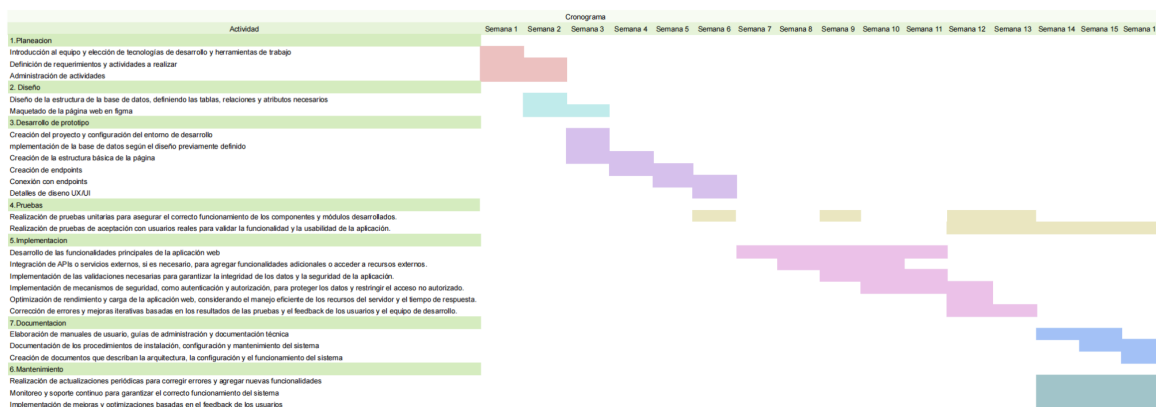 Cronograma
Actividad Semana 1 Semana 2 Semana 3 Semana 4 Semana 5 Semana 6 Semana 7 Semana 8 Semana 9 Semana 10 Semana 11 Semana 12 Semana 13 Semana 14 Semana 15 Semana 1
1.Planeacion
Introducción al equipo y elección de tecnologías de desarrollo y herramientas de trabajo
Definición de requerimientos y actividades a realizar
Administración de actividades
2. Diseño
Diseño de la estructura de la base de datos, definiendo las tablas, relaciones y atributos necesarios
Maquetado de la página web en figma
3.Desarrollo de prototipo
Creación del proyecto y configuración del entorno de desarrollo
mplementación de la base de datos según el diseño previamente definido
Creación de la estructura básica de la página
Creación de endpoints
Conexión con endpoints
Detalles de diseno UX/UI
4.Pruebas
Realización de pruebas unitarias para asegurar el correcto funcionamiento de los componentes y módulos desarrollados.
Realización de pruebas de aceptación con usuarios reales para validar la funcionalidad y la usabilidad de la aplicación.
5.Implementacion
Desarrollo de las funcionalidades principales de la aplicación web
Integración de APIs o servicios externos, si es necesario, para agregar funcionalidades adicionales o acceder a recursos externos.
Implementación de las validaciones necesarias para garantizar la integridad de los datos y la seguridad de la aplicación.
Implementación de mecanismos de seguridad, como autenticación y autorización, para proteger los datos y restringir el acceso no autorizado.
Optimización de rendimiento y carga de la aplicación web, considerando el manejo eficiente de los recursos del servidor y el tiempo de respuesta.
Corrección de errores y mejoras iterativas basadas en los resultados de las pruebas y el feedback de los usuarios y el equipo de desarrollo.
7.Documentacion
Elaboración de manuales de usuario, guías de administración y documentación técnica
Documentación de los procedimientos de instalación, configuración y mantenimiento del sistema
Creación de documentos que describan la arquitectura, la configuración y el funcionamiento del sistema
6.Mantenimiento
Realización de actualizaciones periódicas para corregir errores y agregar nuevas funcionalidades
Monitoreo y soporte continuo para garantizar el correcto funcionamiento del sistema
Implementación de mejoras y optimizaciones basadas en el feedback de los usuarios